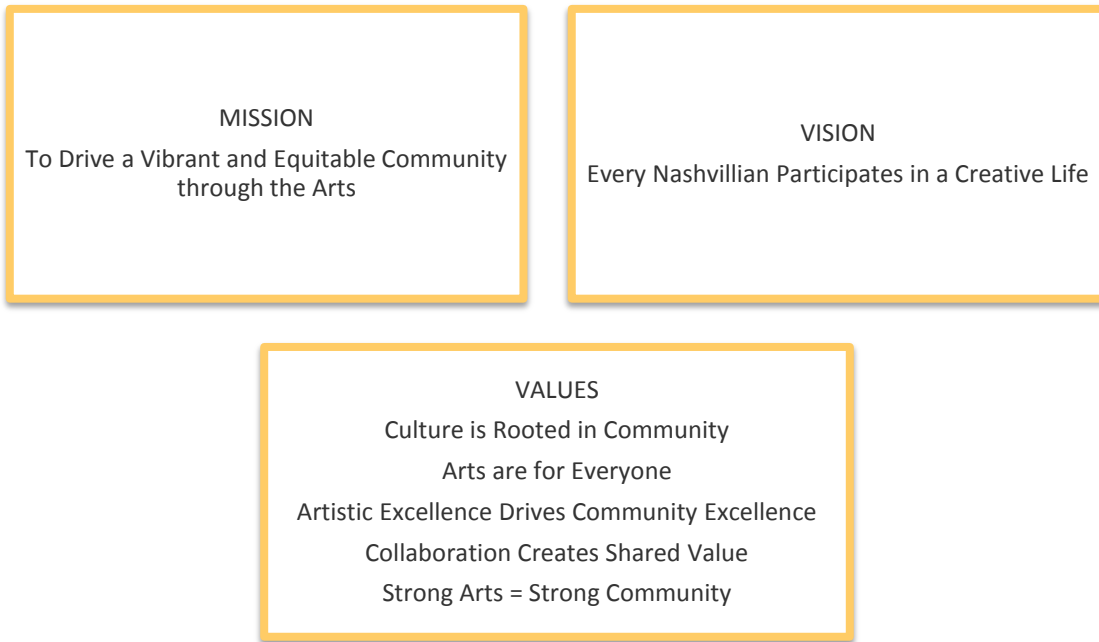 MISSION
To Drive a Vibrant and Equitable Community
through the Arts
VISION
Every Nashvillian Participates in a Creative Life
VALUES
Culture is Rooted in Community
Arts are for Everyone
Artistic Excellence Drives Community Excellence
Collaboration Creates Shared Value
Strong Arts = Strong Community